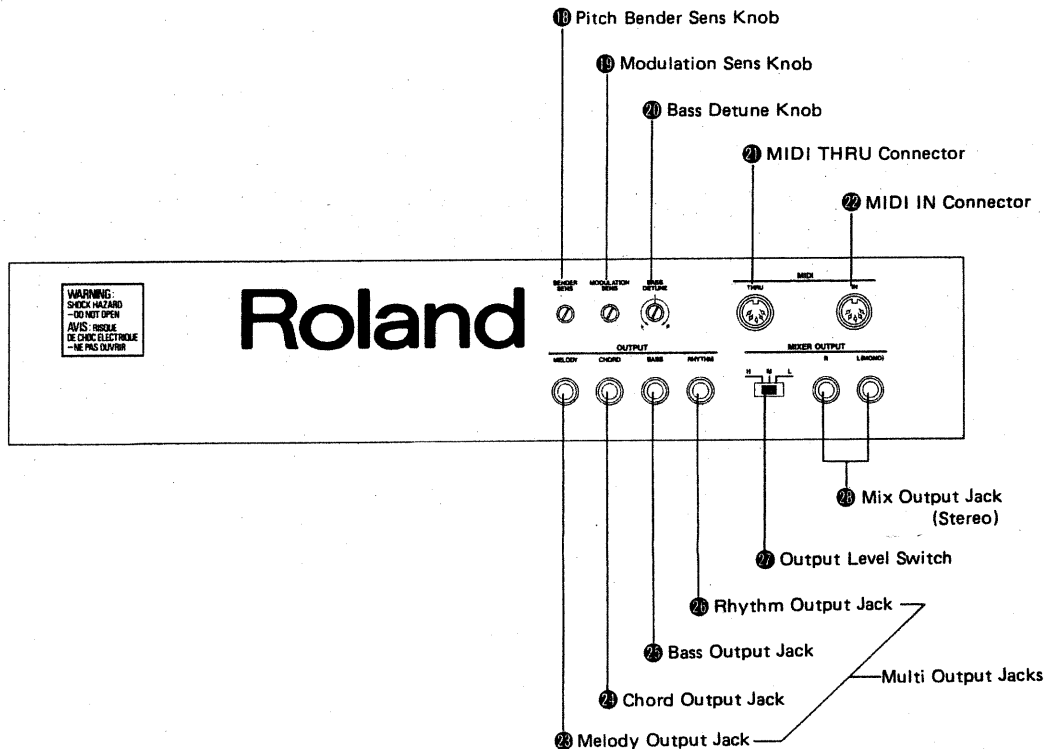 18 Pitch Bender Sens Knob
19 Modulation Sens Knob
20 Bass Detune Knob
21 MIDI THRU Connector
22 MIDI IN Connector
WARNING:
SHOCK HAZARD
–DO NOT OPEN
AVIS: RISQUE
DE CHOC ELECTRIQUE
–NE PAS OUVRIR
Roland
BENDER
SENS
MODULATION
SENS
BASS
DETUNE
MIDI
THRU
IN
OUTPUT
MELODY
CHORD
BASS
RHYTHM
MIXER OUTPUT
H M L
R
L(MONO)
28 Mix Output Jack
(Stereo)
27 Output Level Switch
26 Rhythm Output Jack
25 Bass Output Jack
Multi Output Jacks
24 Chord Output Jack
23 Melody Output Jack